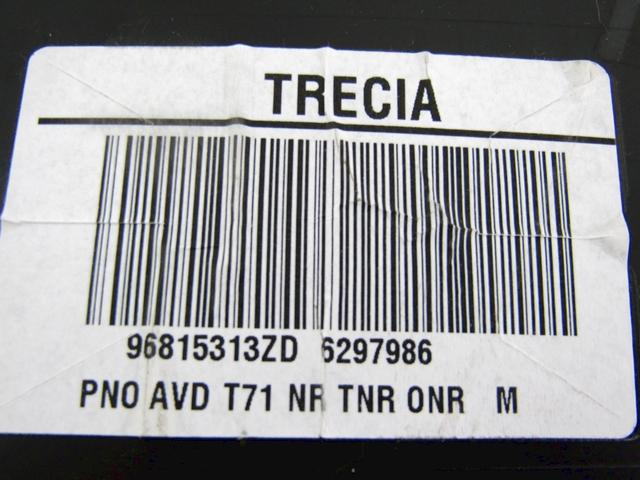 TRECIA
96815313ZD 6297986
PNO AVD T71 NR TNR ONR M